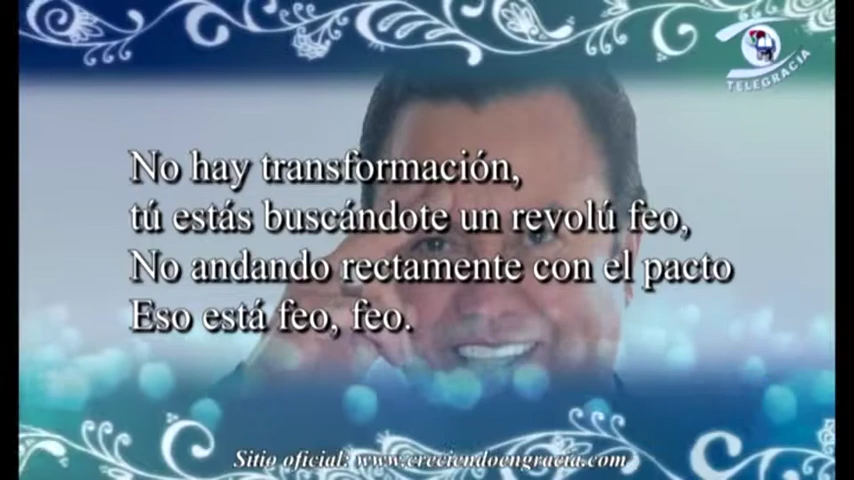 TELEGRACIA
No hay transformación,
tú estás buscándote un revolú feo,
No andando rectamente con el pacto
Eso está feo, feo.
Sitio oficial: www.creciendoengracia.com